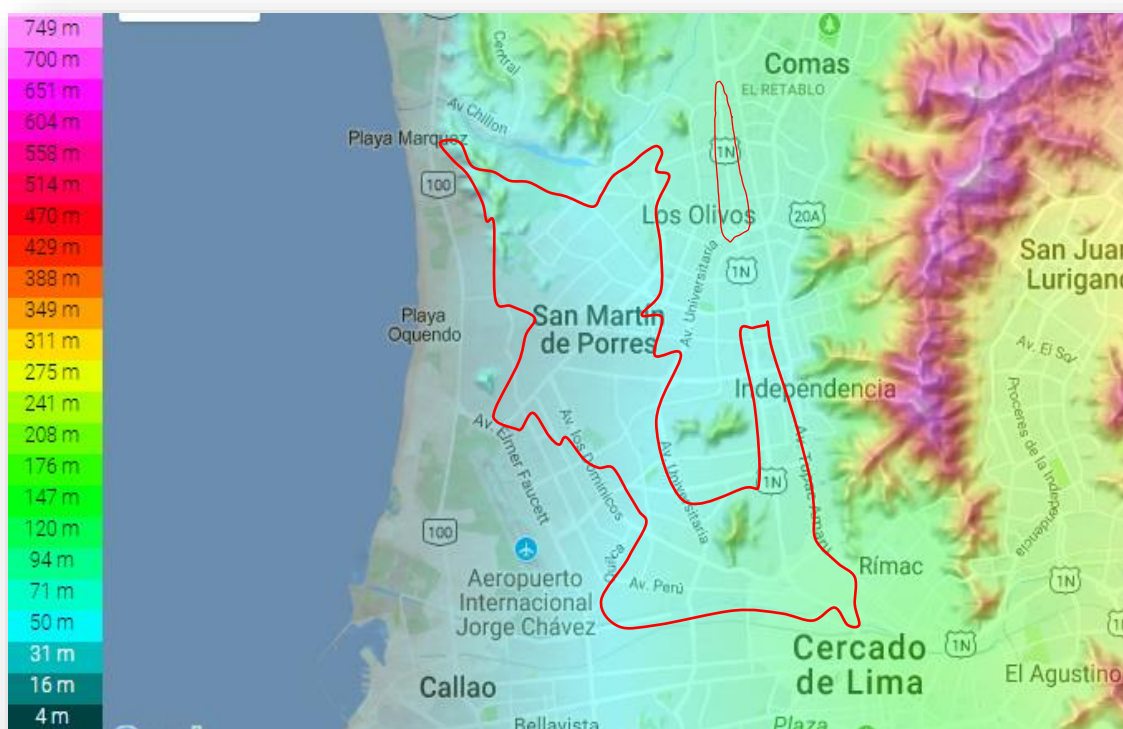 749 m
700 m
651 m
604 m
558 m
514 m
470 m
429 m
388 m
349 m
311 m
275 m
241 m
208 m
176 m
147 m
120 m
94 m
71 m
50 m
31 m
16 m
4 m
Central
Comas
EL RETABLO
Av Chillon
Playa Marquez
1N
100
Los Olivos
20A
Av. Universitaria
1N
San Juan
Lurigan
Playa
Oquendo
San Martin
de Porres
Av. El Sol
Independencia
Proceres de la Independencia
Av. Elmer Faucett
Av. los Dominicos
Av. Universitaria
Av. Tupac Amaru
1N
100
Quilca
Aeropuerto
Internacional
Jorge Chávez
Av. Perú
Rímac
1N
Cercado
de Lima
1N
El Agustino
Callao
Bellavista
Plaza